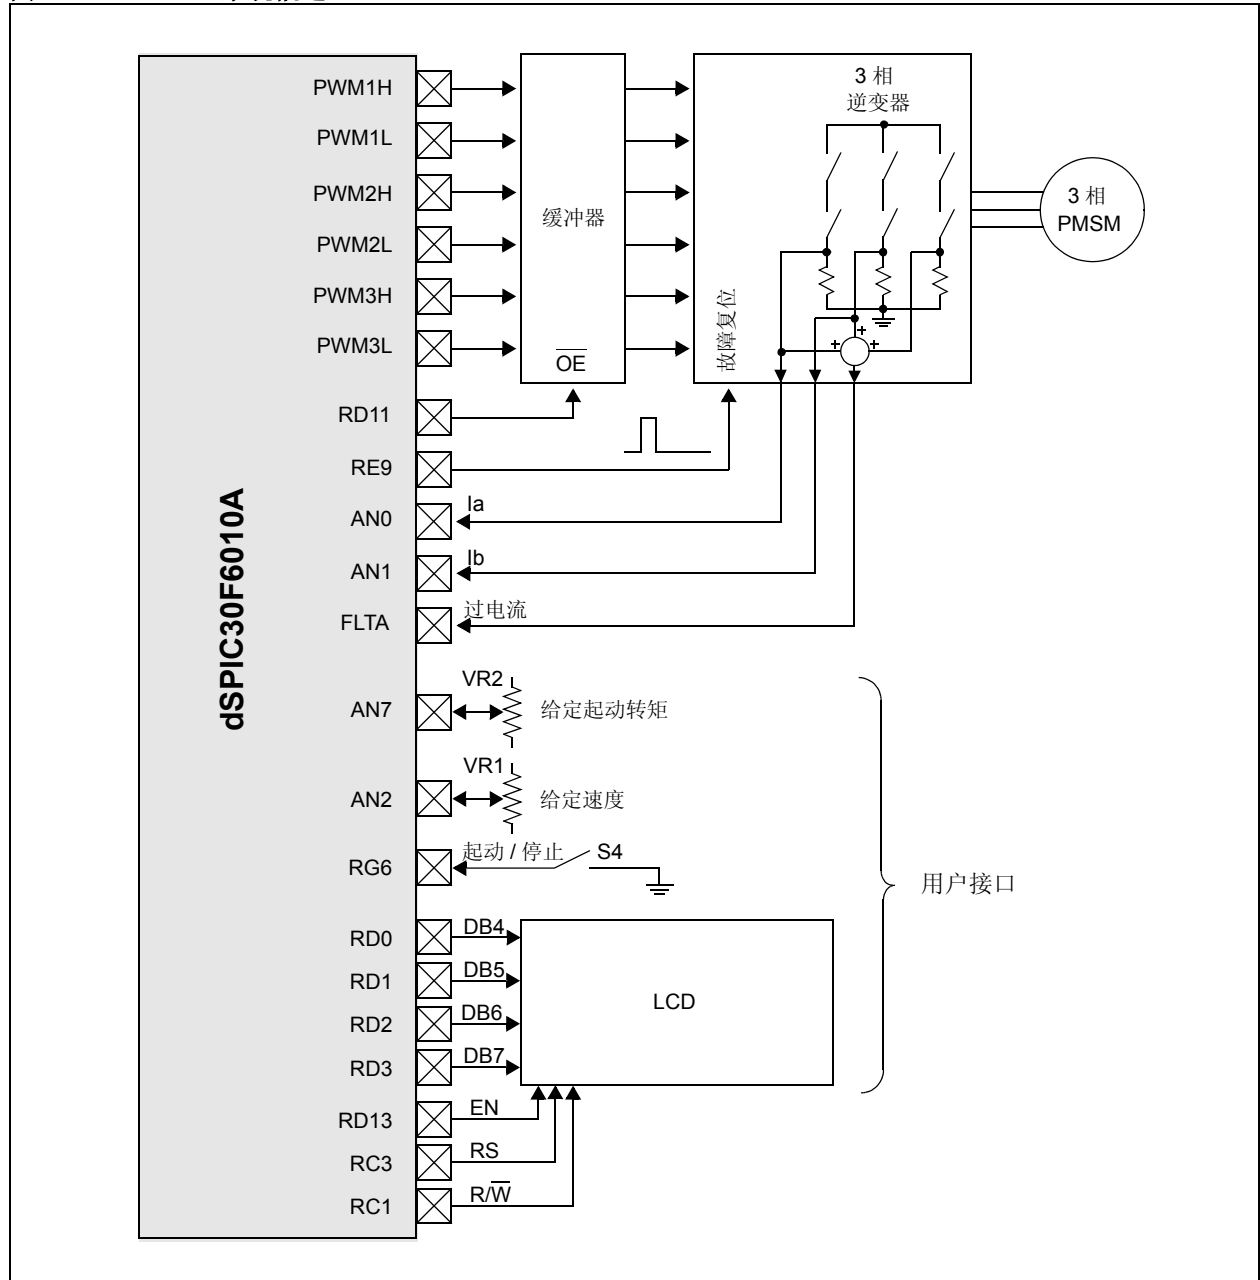 PWM1H
PWM1L
PWM2H
PWM2L
PWM3H
PWM3L
RD11
RE9
AN0
AN1
FLTA
AN7
AN2
RG6
RD0
RD1
RD2
RD3
RD13
RC3
RC1
dSPIC30F6010A
缓冲器
OE
3 相
逆变器
故障复位
+
+
+
3 相
PMSM
Ia
Ib
过电流
VR2
给定起动转矩
VR1
给定速度
起动 / 停止
S4
用户接口
DB4
DB5
DB6
DB7
LCD
EN
RS
R/W